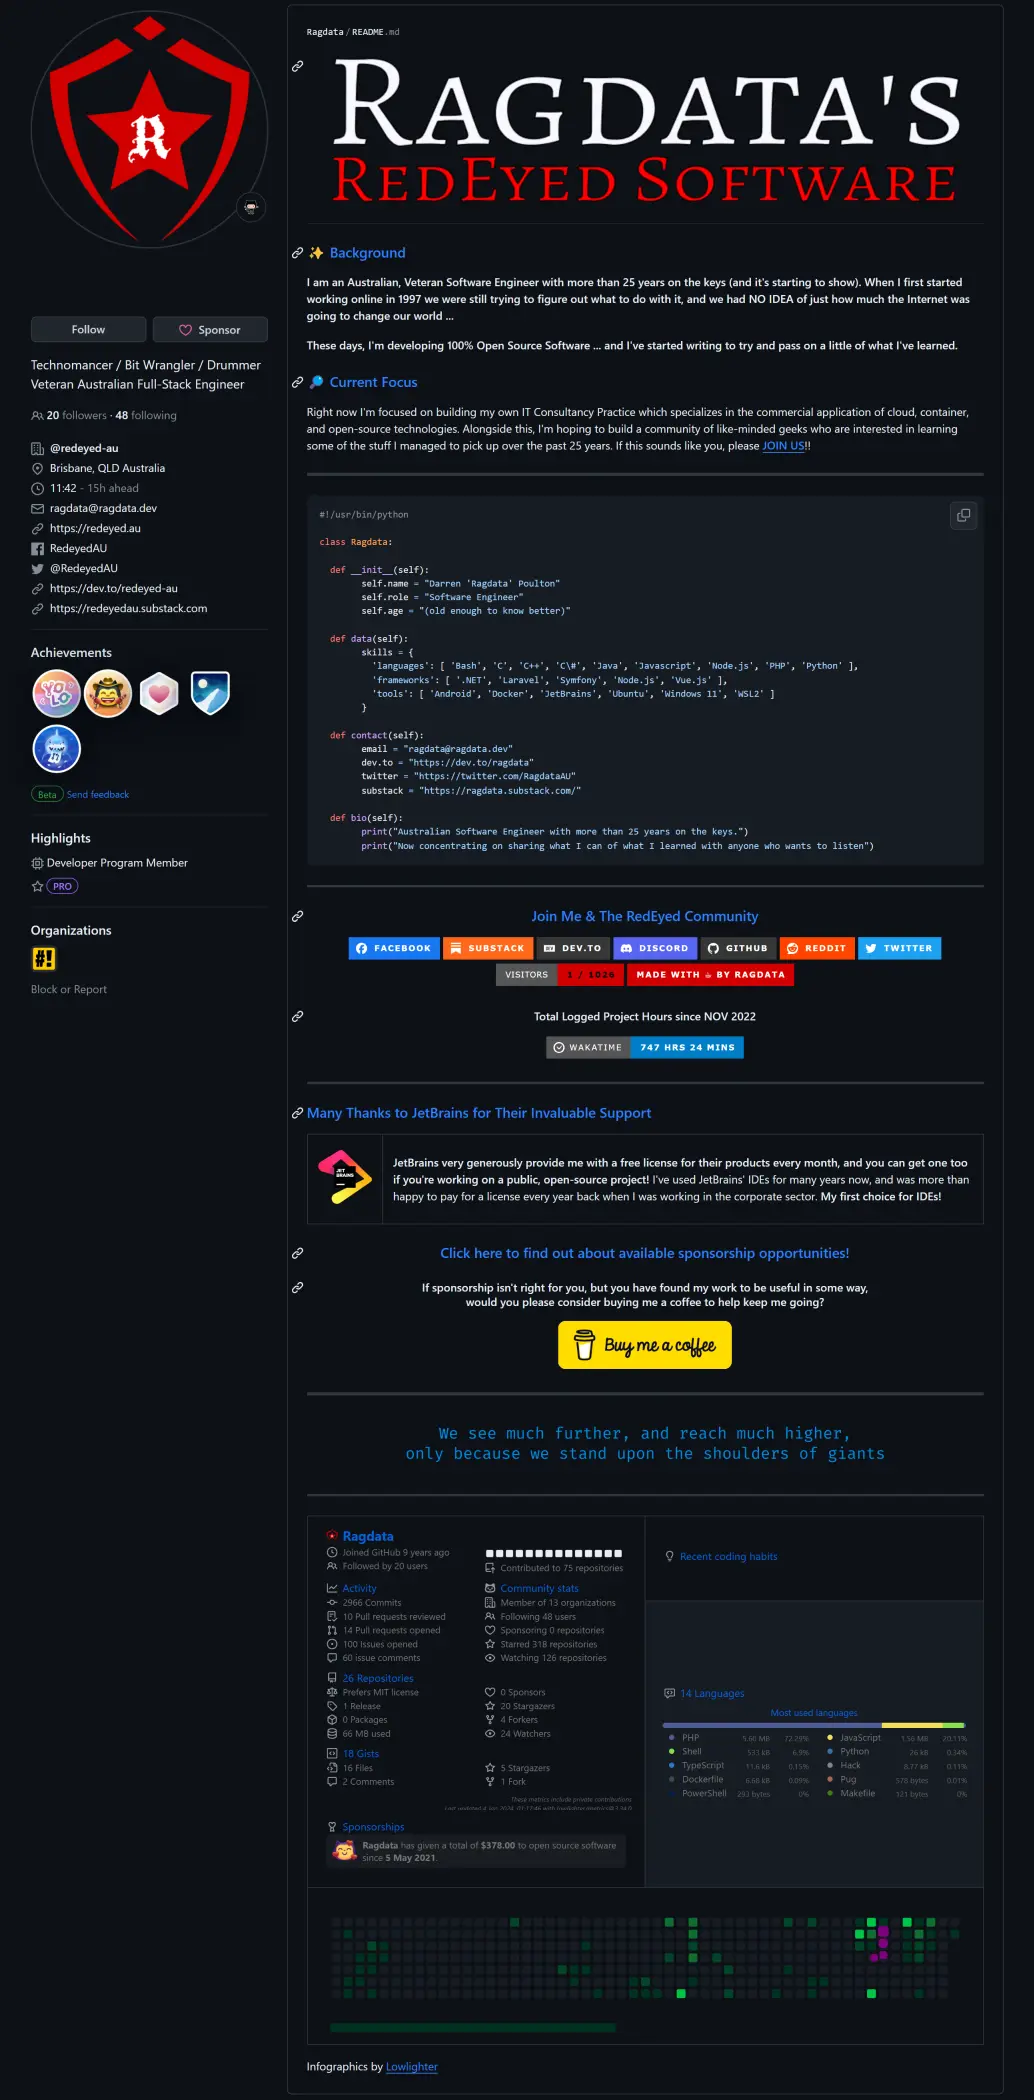 R
Follow
Sponsor
Technomancer / Bit Wrangler / Drummer
Veteran Australian Full-Stack Engineer
20 followers · 48 following
@redeyed-au
Brisbane, QLD Australia
11:42 - 15h ahead
ragdata@ragdata.dev
https://redeyed.au
RedeyedAU
@RedeyedAU
https://dev.to/redeyed-au
https://redeyedau.substack.com
Achievements
YOLO
Beta Send feedback
Highlights
Developer Program Member
PRO
Organizations
#!
Block or Report
Ragdata / README.md
RAGDATA'S
REDEYED SOFTWARE
✨ Background
I am an Australian, Veteran Software Engineer with more than 25 years on the keys (and it's starting to show). When I first started
working online in 1997 we were still trying to figure out what to do with it, and we had NO IDEA of just how much the Internet was
going to change our world ...
These days, I'm developing 100% Open Source Software ... and I've started writing to try and pass on a little of what I've learned.
🔎 Current Focus
Right now I'm focused on building my own IT Consultancy Practice which specializes in the commercial application of cloud, container,
and open-source technologies. Alongside this, I'm hoping to build a community of like-minded geeks who are interested in learning
some of the stuff I managed to pick up over the past 25 years. If this sounds like you, please JOIN US!!
#!/usr/bin/python
class Ragdata:
def __init__(self):
self.name = "Darren 'Ragdata' Poulton"
self.role = "Software Engineer"
self.age = "(old enough to know better)"
def data(self):
skills = {
'languages': [ 'Bash', 'C', 'C++', 'C\#', 'Java', 'Javascript', 'Node.js', 'PHP', 'Python' ],
'frameworks': [ '.NET', 'Laravel', 'Symfony', 'Node.js', 'Vue.js' ],
'tools': [ 'Android', 'Docker', 'JetBrains', 'Ubuntu', 'Windows 11', 'WSL2' ]
}
def contact(self):
email = "ragdata@ragdata.dev"
dev.to = "https://dev.to/ragdata"
twitter = "https://twitter.com/RagdataAU"
substack = "https://ragdata.substack.com/"
def bio(self):
print("Australian Software Engineer with more than 25 years on the keys.")
print("Now concentrating on sharing what I can of what I learned with anyone who wants to listen")
Join Me & The RedEyed Community
FACEBOOK SUBSTACK DEV.TO DISCORD GITHUB REDDIT TWITTER
VISITORS 1 / 1026 MADE WITH ☕ BY RAGDATA
Total Logged Project Hours since NOV 2022
WAKATIME 747 HRS 24 MINS
Many Thanks to JetBrains for Their Invaluable Support
JET
BRAINS
JetBrains very generously provide me with a free license for their products every month, and you can get one too
if you're working on a public, open-source project! I've used JetBrains' IDEs for many years now, and was more than
happy to pay for a license every year back when I was working in the corporate sector. My first choice for IDEs!
Click here to find out about available sponsorship opportunities!
If sponsorship isn't right for you, but you have found my work to be useful in some way,
would you please consider buying me a coffee to help keep me going?
Buy me a coffee
We see much further, and reach much higher,
only because we stand upon the shoulders of giants
Ragdata
Joined GitHub 9 years ago
Followed by 20 users
Contributed to 75 repositories
Activity
2966 Commits
10 Pull requests reviewed
14 Pull requests opened
100 Issues opened
60 issue comments
Community stats
Member of 13 organizations
Following 48 users
Sponsoring 0 repositories
Starred 318 repositories
Watching 126 repositories
26 Repositories
Prefers MIT license
1 Release
0 Packages
66 MB used
0 Sponsors
20 Stargazers
4 Forkers
24 Watchers
18 Gists
16 Files
2 Comments
5 Stargazers
1 Fork
These metrics include private contributions
Sponsorships
Ragdata has given a total of $378.00 to open source software
since 5 May 2021.
Recent coding habits
14 Languages
Most used languages
PHP 5.60 MB 72.29%
Shell 533 kB 6.9%
TypeScript 11.6 kB 0.15%
Dockerfile 6.68 kB 0.09%
PowerShell 293 bytes 0%
JavaScript 1.56 MB 20.11%
Python 26 kB 0.34%
Hack 8.77 kB 0.11%
Pug 578 bytes 0.01%
Makefile 121 bytes 0%
Infographics by Lowlighter